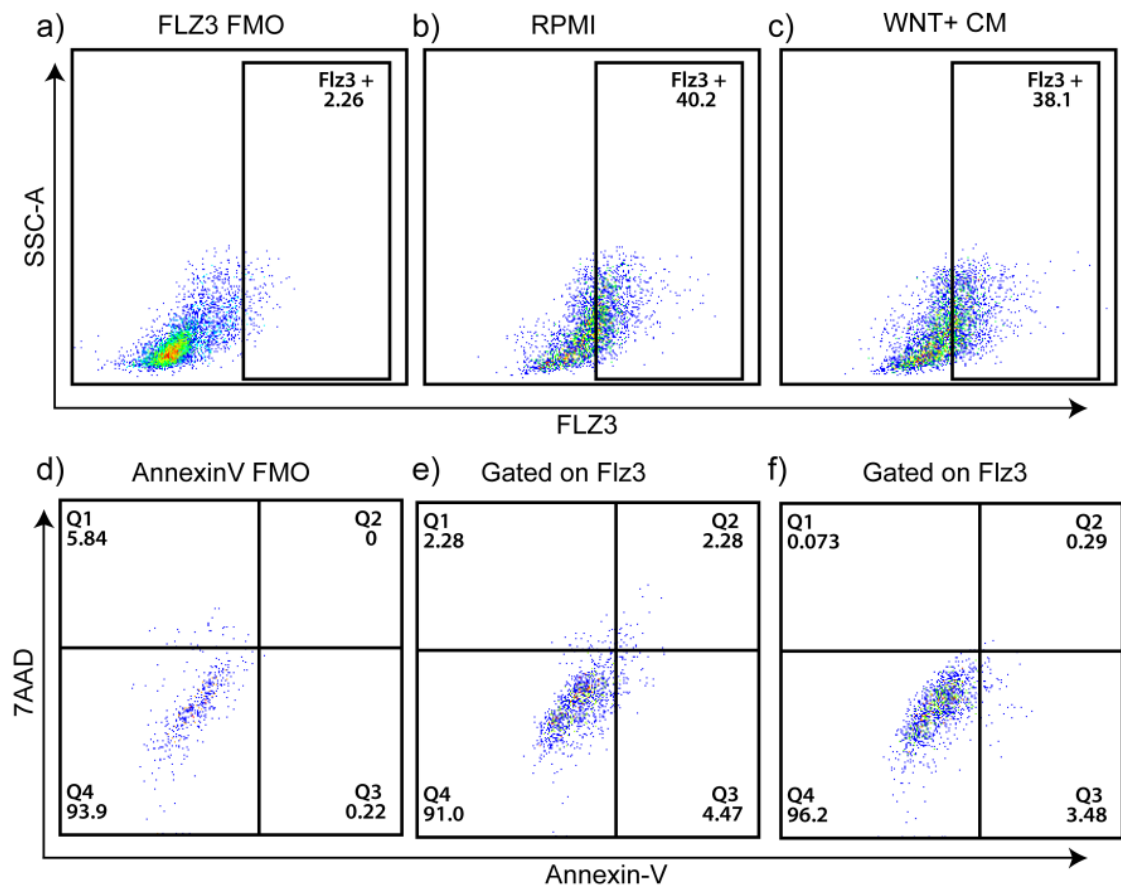 a) FLZ3 FMO
b) RPMI
c) WNT+ CM
Flz3 +
2.26
Flz3 +
40.2
Flz3 +
38.1
SSC-A
FLZ3
d) AnnexinV FMO
e) Gated on Flz3
f) Gated on Flz3
Q1
5.84
Q2
0
Q4
93.9
Q3
0.22
Q1
2.28
Q2
2.28
Q4
91.0
Q3
4.47
Q1
0.073
Q2
0.29
Q4
96.2
Q3
3.48
7AAD
Annexin-V